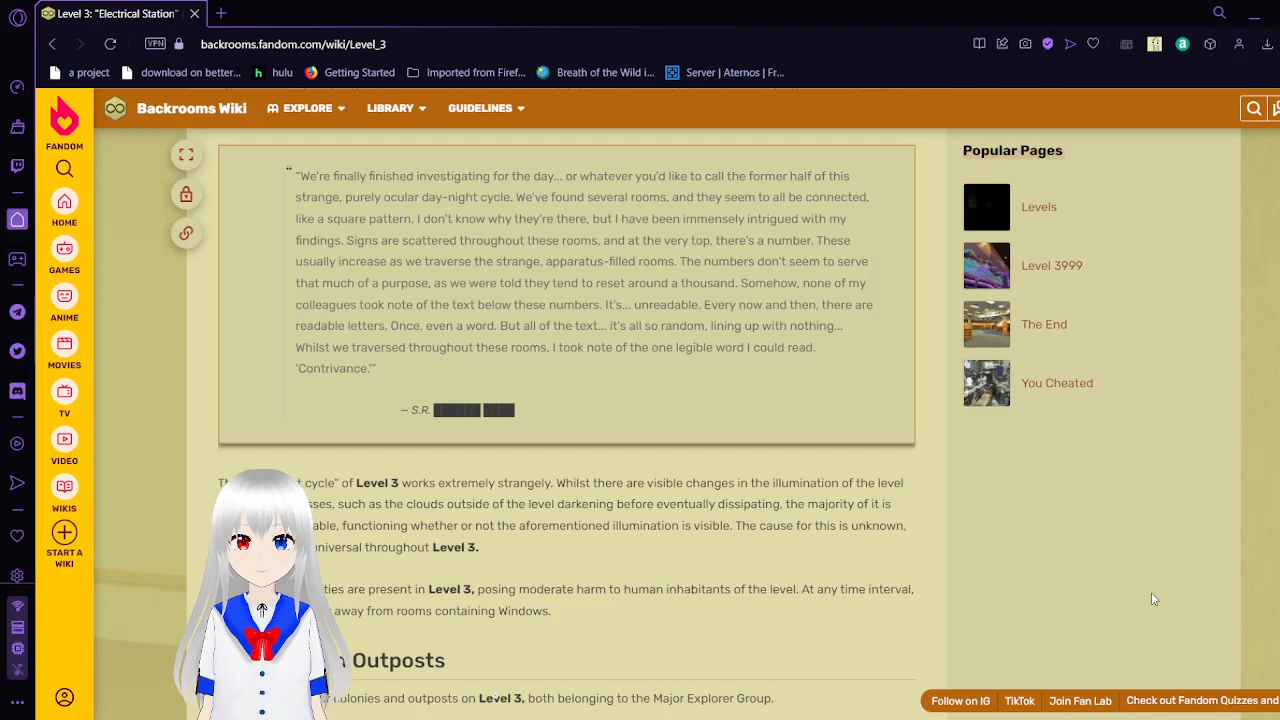 Level 3: "Electrical Station"
VPN
backrooms.fandom.com/wiki/Level_3
a project
download on better...
hulu
Getting Started
Imported from Firef...
Breath of the Wild i...
Server | Aternos | Fr...
FANDOM
Backrooms Wiki
EXPLORE
LIBRARY
GUIDELINES
HOME
GAMES
ANIME
MOVIES
TV
VIDEO
WIKIS
START A
WIKI
“We're finally finished investigating for the day... or whatever you'd like to call the former half of this
strange, purely ocular day-night cycle. We've found several rooms, and they seem to all be connected,
like a square pattern. I don't know why they're there, but I have been immensely intrigued with my
findings. Signs are scattered throughout these rooms, and at the very top, there's a number. These
usually increase as we traverse the strange, apparatus-filled rooms. The numbers don't seem to serve
that much of a purpose, as we were told they tend to reset around a thousand. Somehow, none of my
colleagues took note of the text below these numbers. It's... unreadable. Every now and then, there are
readable letters. Once, even a word. But all of the text... it's all so random, lining up with nothing...
Whilst we traversed throughout these rooms, I took note of the one legible word I could read.
'Contrivance.'”
— S.R. ██████ ████
cycle” of Level 3 works extremely strangely. Whilst there are visible changes in the illumination of the level
such as the clouds outside of the level darkening before eventually dissipating, the majority of it is
functioning whether or not the aforementioned illumination is visible. The cause for this is unknown,
throughout Level 3.
are present in Level 3, posing moderate harm to human inhabitants of the level. At any time interval,
away from rooms containing Windows.
Outposts
colonies and outposts on Level 3, both belonging to the Major Explorer Group.
Popular Pages
Levels
Level 3999
The End
You Cheated
Follow on IG
TikTok
Join Fan Lab
Check out Fandom Quizzes and